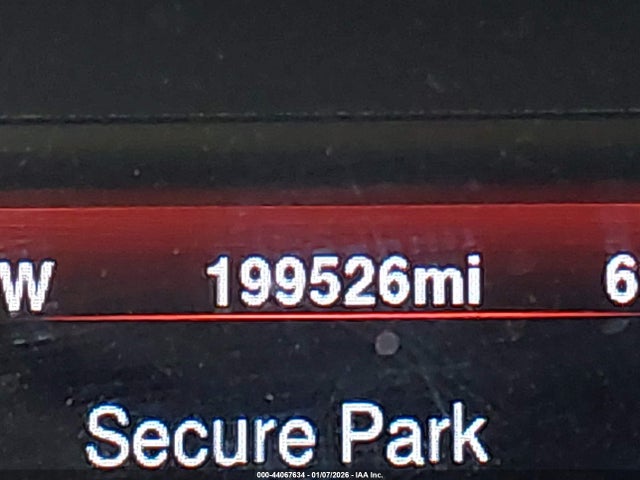 W 199526mi 6
Secure Park
000-44067634 - 01/07/2026 - IAA Inc.